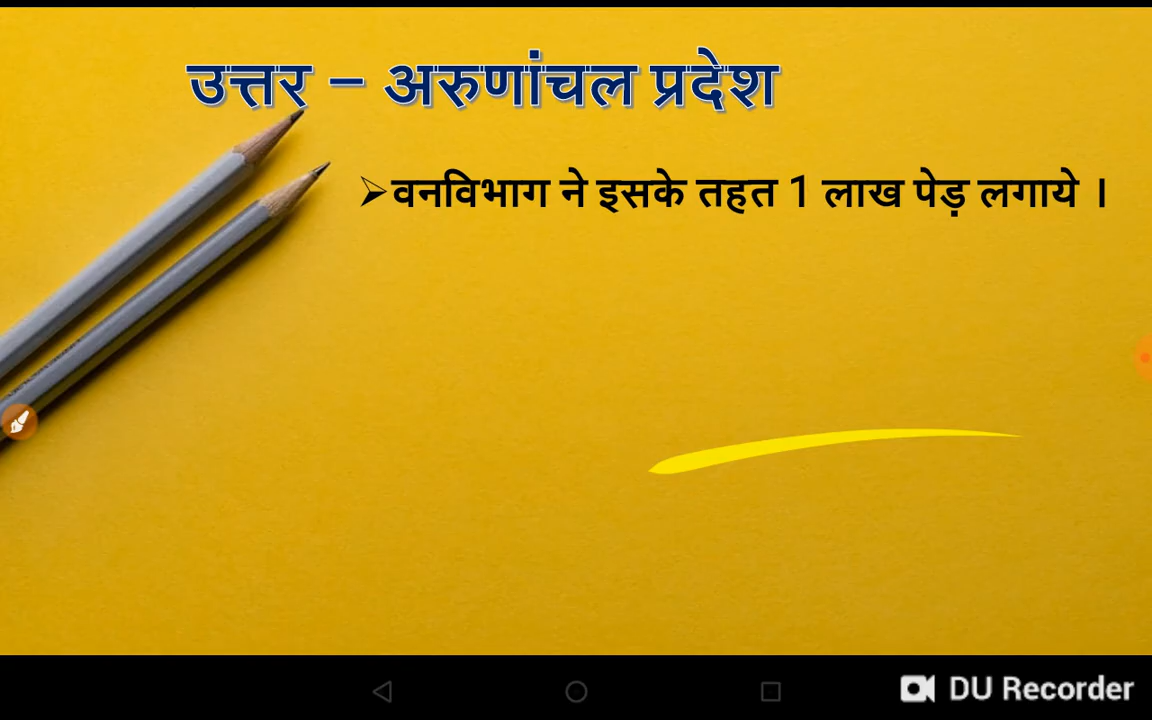 उत्तर – अरुणांचल प्रदेश
➢वनविभाग ने इसके तहत 1 लाख पेड़ लगाये ।
DU Recorder